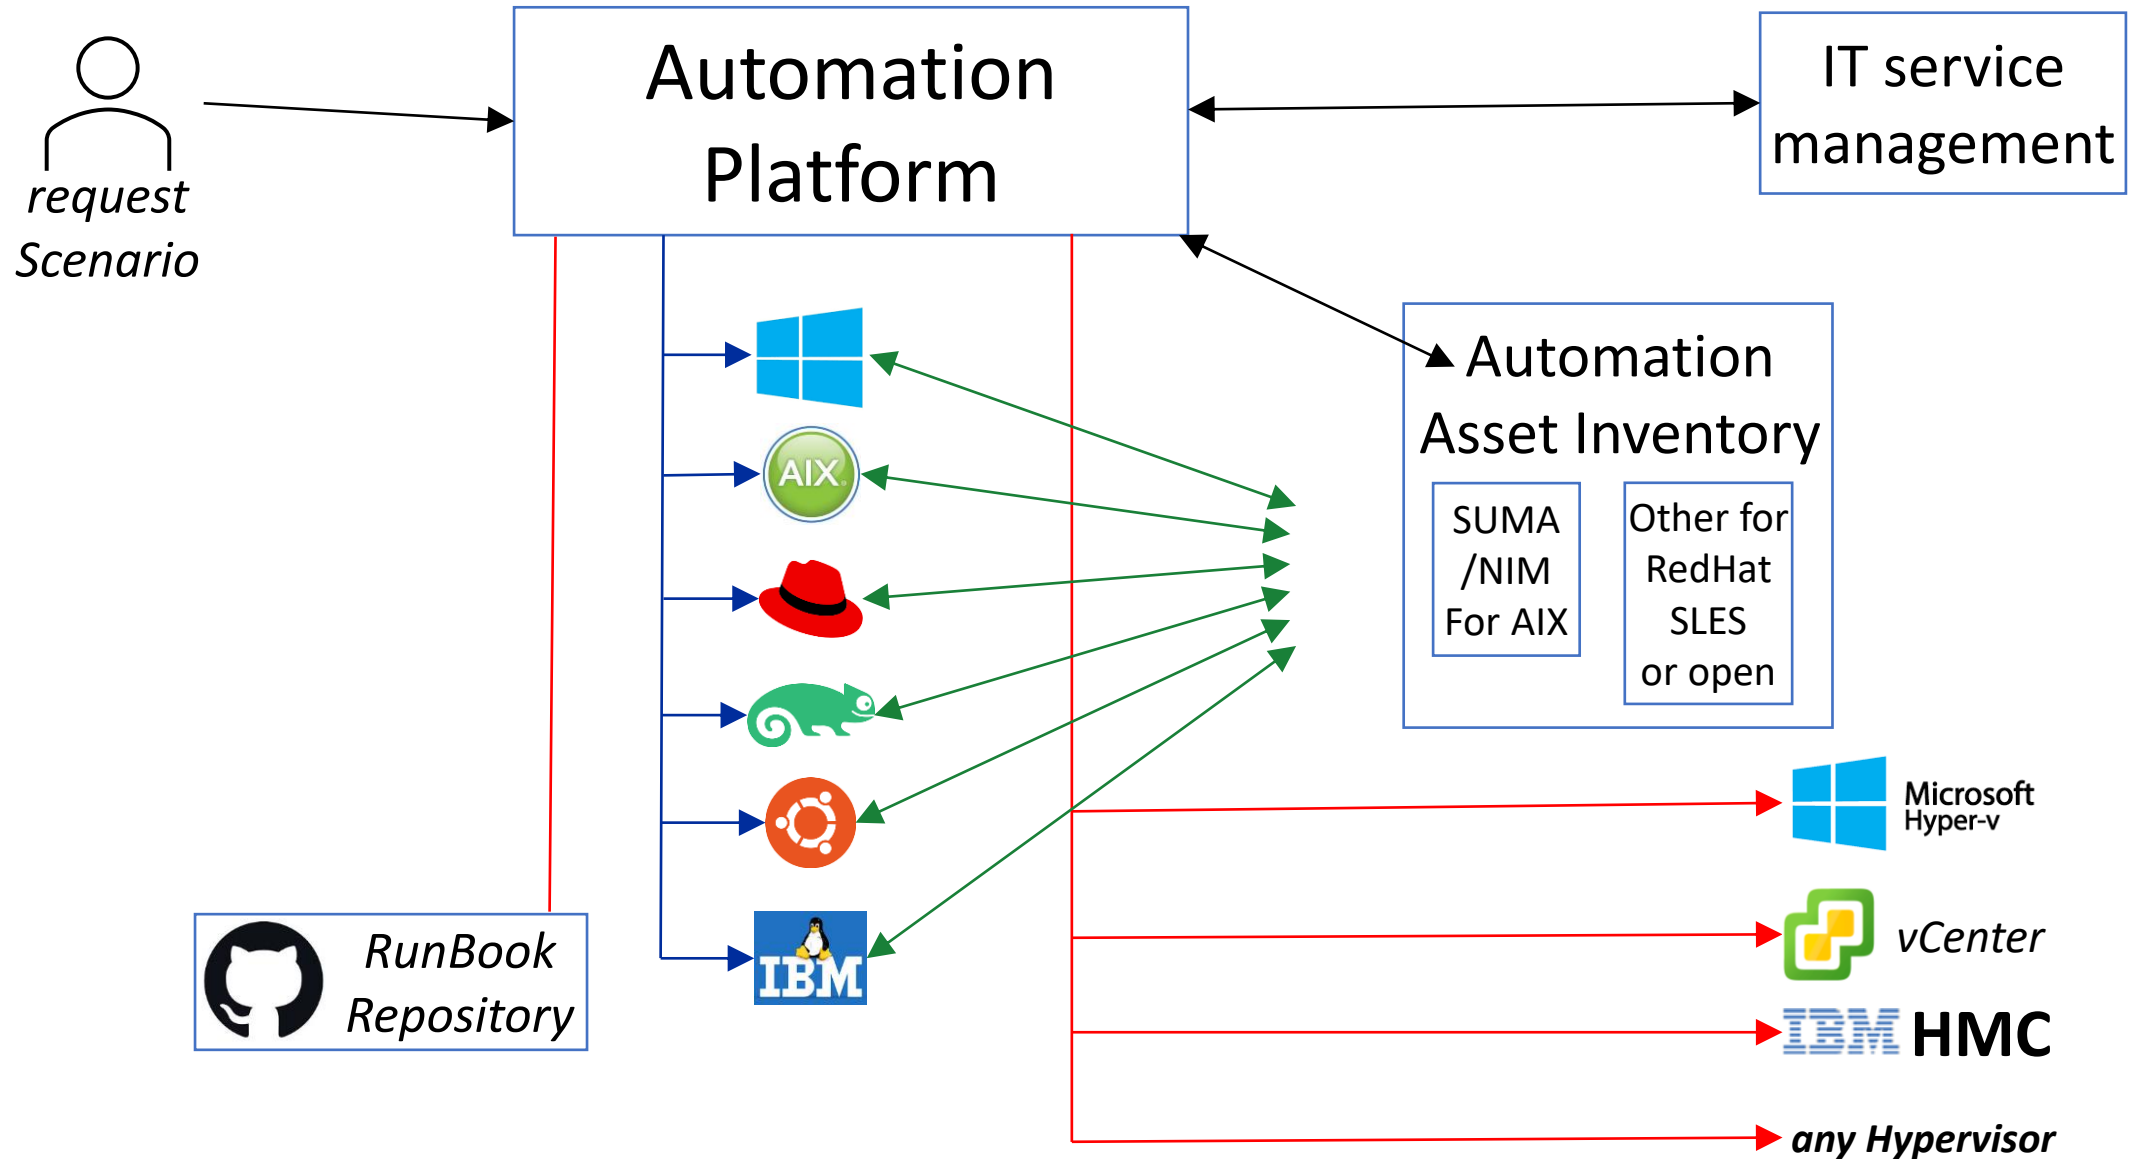 request
Scenario
Automation
Platform
IT service
management
Automation
Asset Inventory
SUMA
/NIM
For AIX
Other for
RedHat
SLES
or open
AIX
IBM
RunBook
Repository
Microsoft
Hyper-v
vCenter
IBM HMC
any Hypervisor